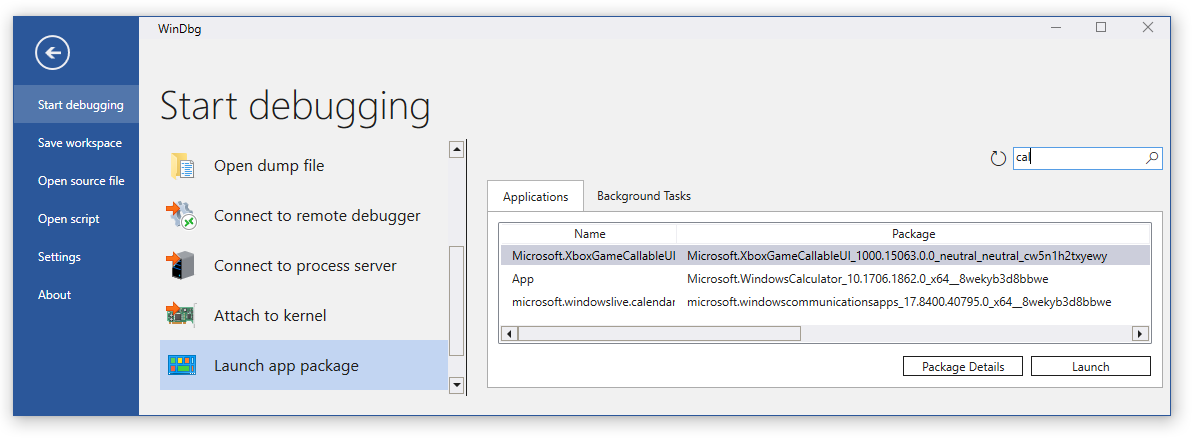 WinDbg
Start debugging
Save workspace
Open source file
Open script
Settings
About
Start debugging
Open dump file
Connect to remote debugger
Connect to process server
Attach to kernel
Launch app package
cal
Applications
Background Tasks
Name Package
Microsoft.XboxGameCallableUI Microsoft.XboxGameCallableUI_1000.15063.0.0_neutral_neutral_cw5n1h2txyewy
App Microsoft.WindowsCalculator_10.1706.1862.0_x64__8wekyb3d8bbwe
microsoft.windowslive.calendar microsoft.windowscommunicationsapps_17.8400.40795.0_x64__8wekyb3d8bbwe
Package Details
Launch